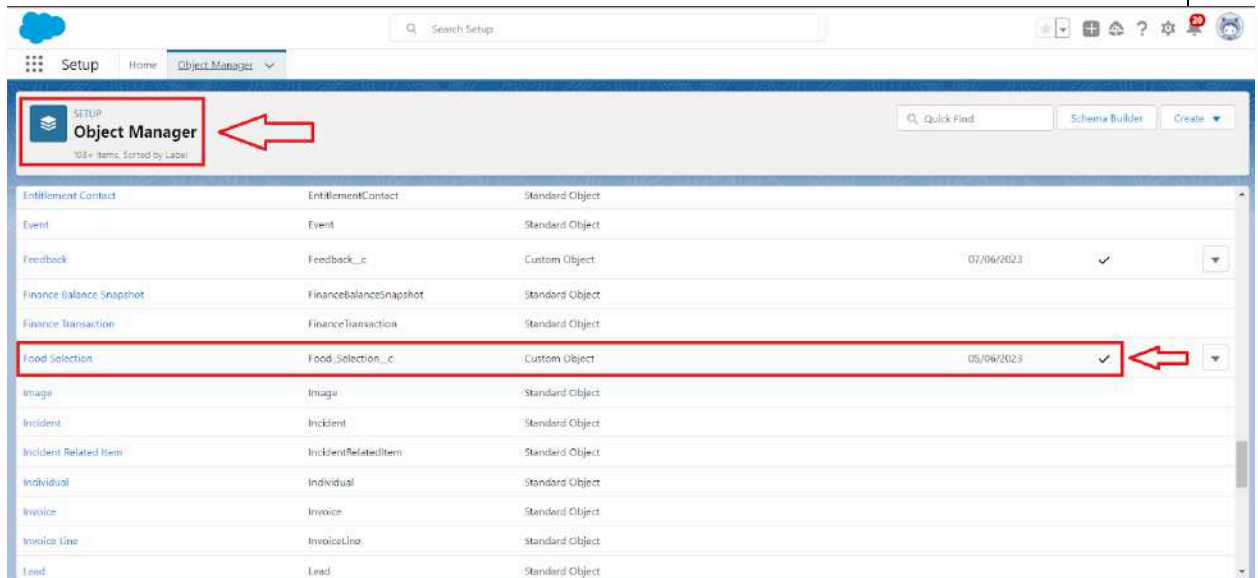 Search Setup
20
Setup Home Object Manager
SETUP
Object Manager
103+ Items, Sorted by Label
Quick Find
Schema Builder
Create
Entitlement Contact EntitlementContact Standard Object
Event Event Standard Object
Feedback Feedback__c Custom Object 07/06/2023
Finance Balance Snapshot FinanceBalanceSnapshot Standard Object
Finance Transaction FinanceTransaction Standard Object
Food Selection Food_Selection__c Custom Object 05/06/2023
Image Image Standard Object
Incident Incident Standard Object
Incident Related Item IncidentRelatedItem Standard Object
Individual Individual Standard Object
Invoice Invoice Standard Object
Invoice Line InvoiceLine Standard Object
Lead Lead Standard Object